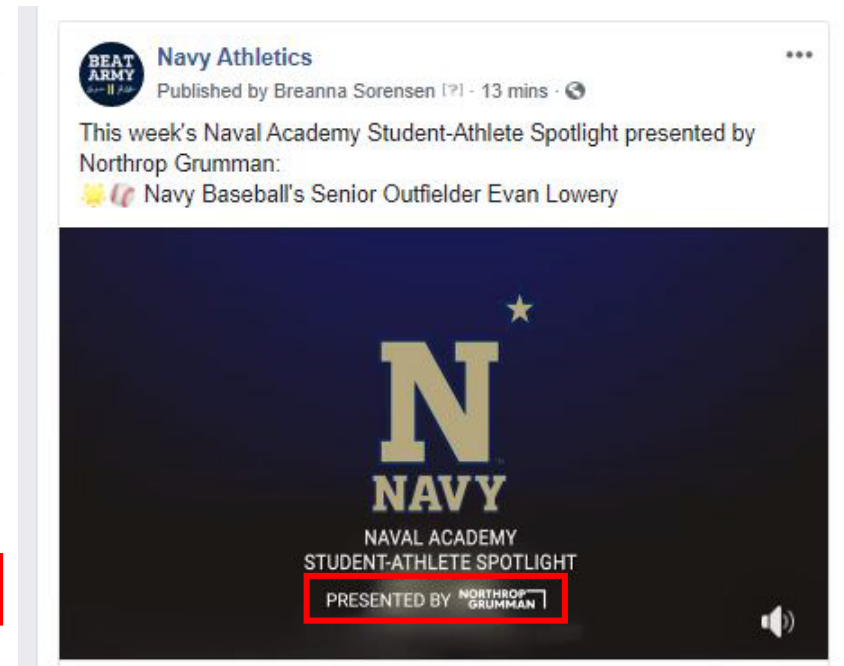 BEAT
ARMY
Navy Athletics
Published by Breanna Sorensen [?] · 13 mins ·
This week's Naval Academy Student-Athlete Spotlight presented by
Northrop Grumman:
Navy Baseball's Senior Outfielder Evan Lowery
N
NAVY
NAVAL ACADEMY
STUDENT-ATHLETE SPOTLIGHT
PRESENTED BY NORTHROP
GRUMMAN